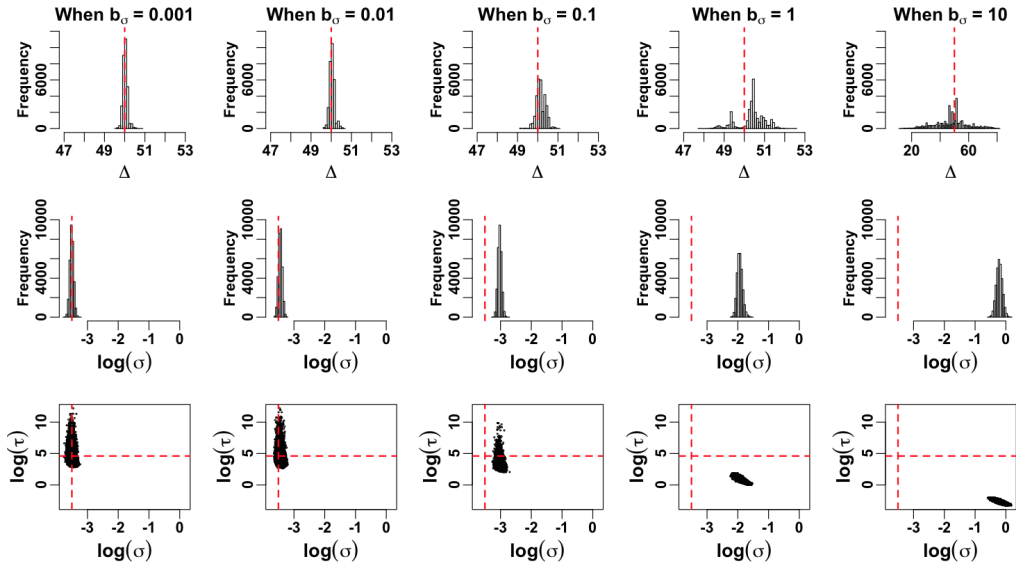 When bσ = 0.001
When bσ = 0.01
When bσ = 0.1
When bσ = 1
When bσ = 10
Frequency
0 6000
47 49 51 53
Δ
Frequency
0 6000
47 49 51 53
Δ
Frequency
0 6000
47 49 51 53
Δ
Frequency
0 6000
47 49 51 53
Δ
Frequency
0 6000
20 60
Δ
Frequency
0 4000 10000
-3 -2 -1 0
log(σ)
Frequency
0 4000 10000
-3 -2 -1 0
log(σ)
Frequency
0 4000 10000
-3 -2 -1 0
log(σ)
Frequency
0 4000 10000
-3 -2 -1 0
log(σ)
Frequency
0 4000 10000
-3 -2 -1 0
log(σ)
log(τ)
0 5 10
-3 -2 -1 0
log(σ)
log(τ)
0 5 10
-3 -2 -1 0
log(σ)
log(τ)
0 5 10
-3 -2 -1 0
log(σ)
log(τ)
0 5 10
-3 -2 -1 0
log(σ)
log(τ)
0 5 10
-3 -2 -1 0
log(σ)